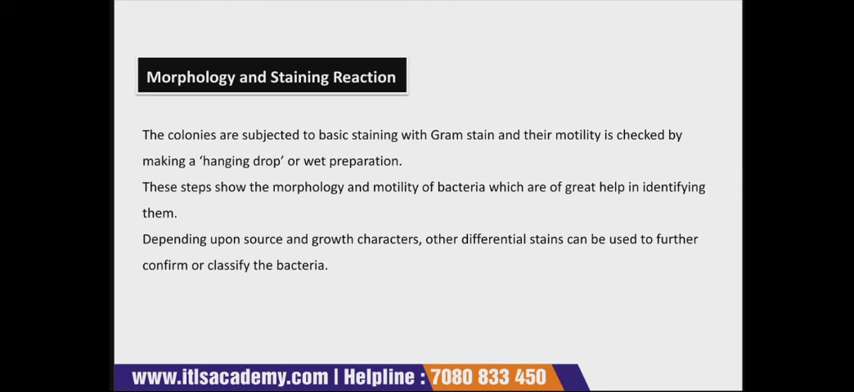 Morphology and Staining Reaction
The colonies are subjected to basic staining with Gram stain and their motility is checked by
making a ‘hanging drop’ or wet preparation.
These steps show the morphology and motility of bacteria which are of great help in identifying
them.
Depending upon source and growth characters, other differential stains can be used to further
confirm or classify the bacteria.
www.itlsacademy.com | Helpline : 7080 833 450